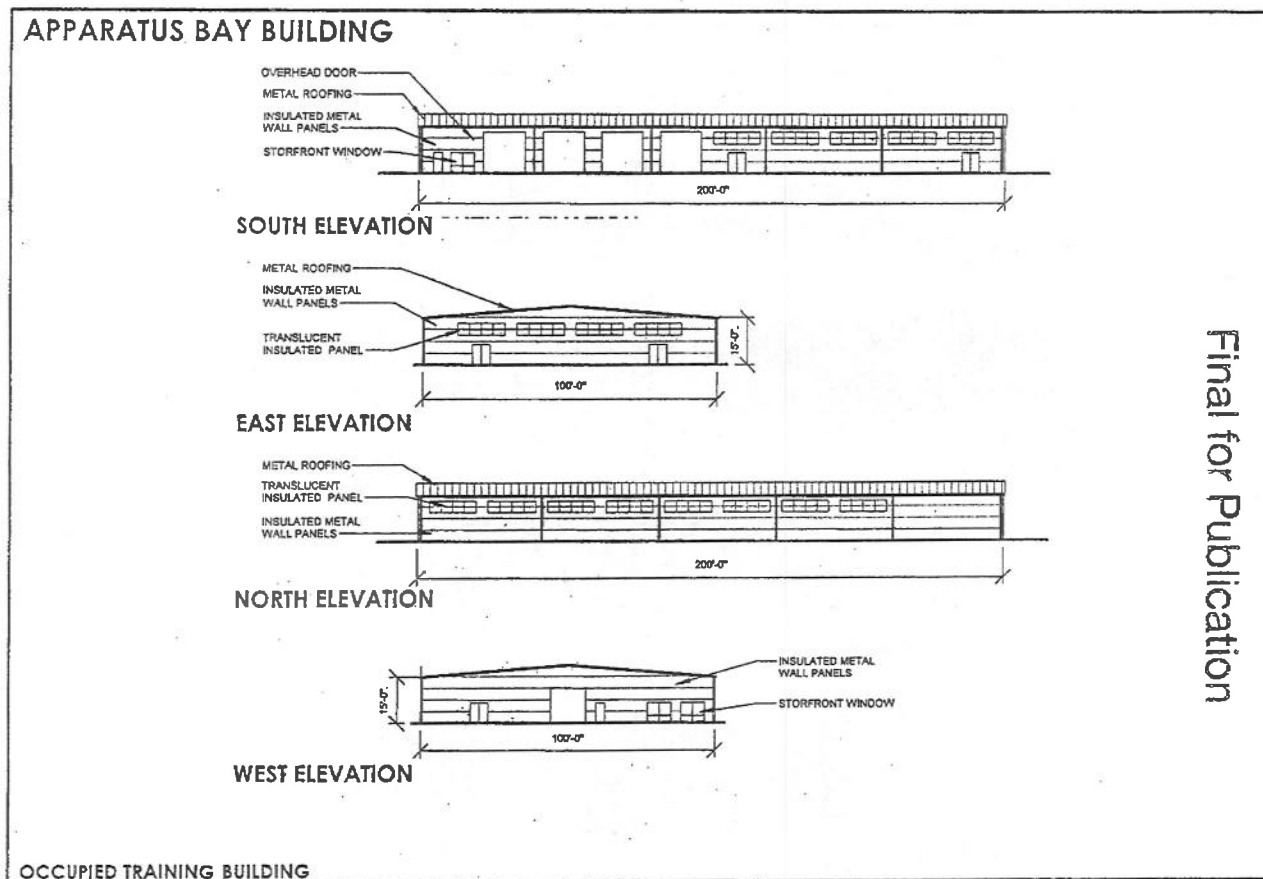 APPARATUS BAY BUILDING
OVERHEAD DOOR
METAL ROOFING
INSULATED METAL
WALL PANELS
STORFRONT WINDOW
200'-0"
SOUTH ELEVATION
METAL ROOFING
INSULATED METAL
WALL PANELS
TRANSLUCENT
INSULATED PANEL
15'-0"
100'-0"
EAST ELEVATION
METAL ROOFING
TRANSLUCENT
INSULATED PANEL
INSULATED METAL
WALL PANELS
200'-0"
NORTH ELEVATION
INSULATED METAL
WALL PANELS
STORFRONT WINDOW
15'-0"
100'-0"
WEST ELEVATION
OCCUPIED TRAINING BUILDING
Final for Publication